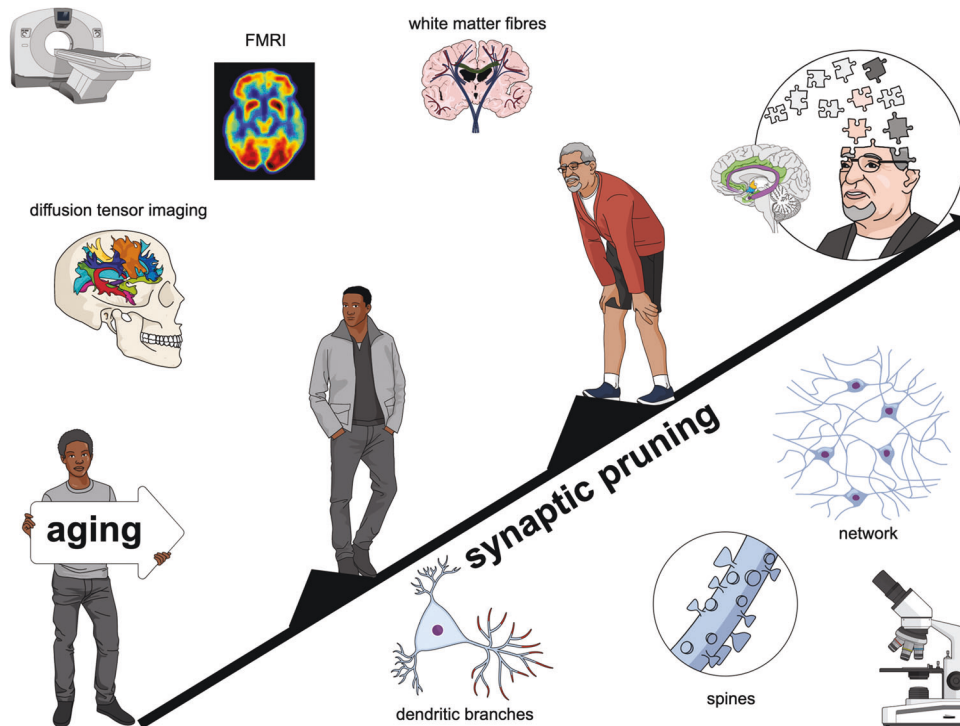 FMRI
white matter fibres
diffusion tensor imaging
aging
synaptic pruning
network
spines
dendritic branches